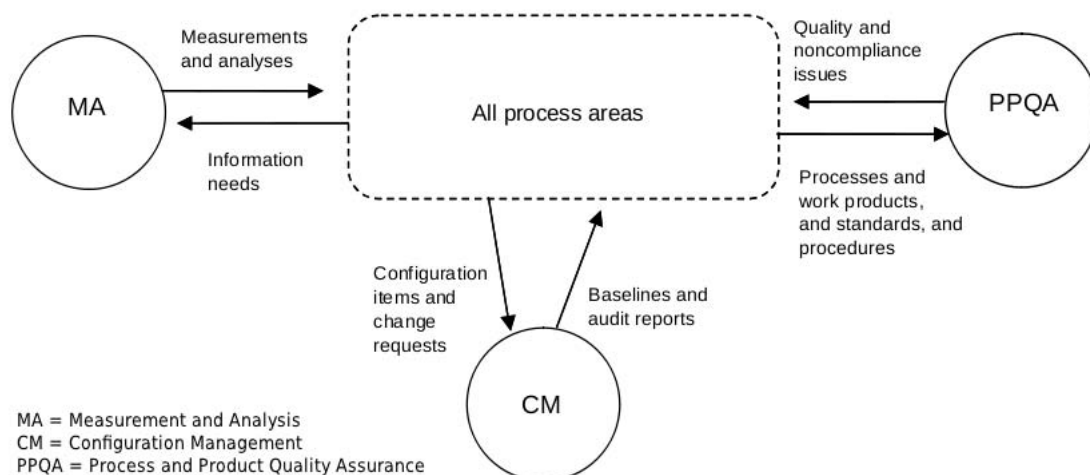 Measurements
and analyses
MA
Information
needs
All process areas
Quality and
noncompliance
issues
PPQA
Processes and
work products,
and standards, and
procedures
Configuration
items and
change
requests
Baselines and
audit reports
CM
MA = Measurement and Analysis
CM = Configuration Management
PPQA = Process and Product Quality Assurance